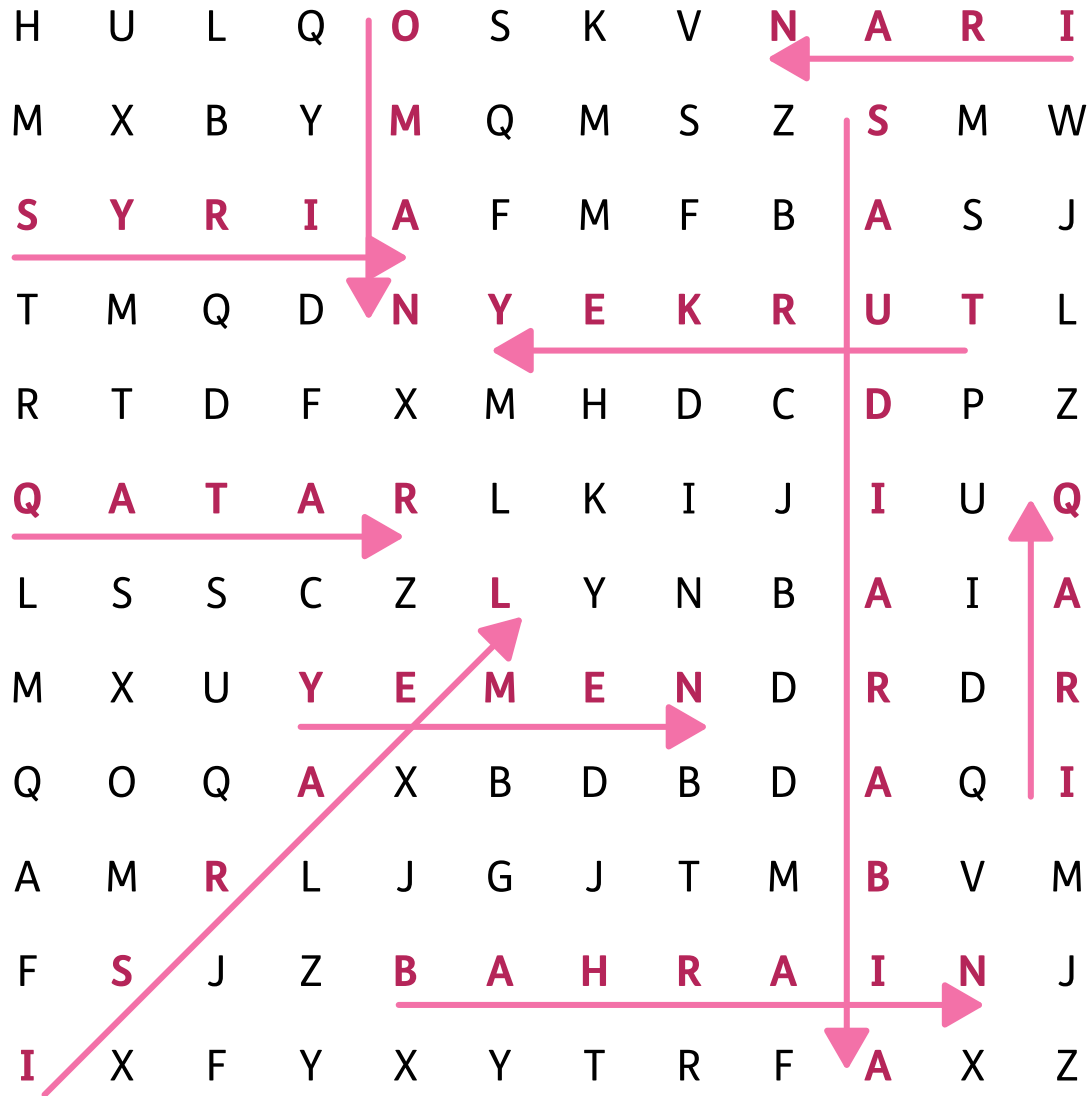 H U L Q O S K V N A R I
M X B Y M Q M S Z S M W
S Y R I A F M F B A S J
T M Q D N Y E K R U T L
R T D F X M H D C D P Z
Q A T A R L K I J I U Q
L S S C Z L Y N B A I A
M X U Y E M E N D R D R
Q O Q A X B D B D A Q I
A M R L J G J T M B V M
F S J Z B A H R A I N J
I X F Y X Y T R F A X Z